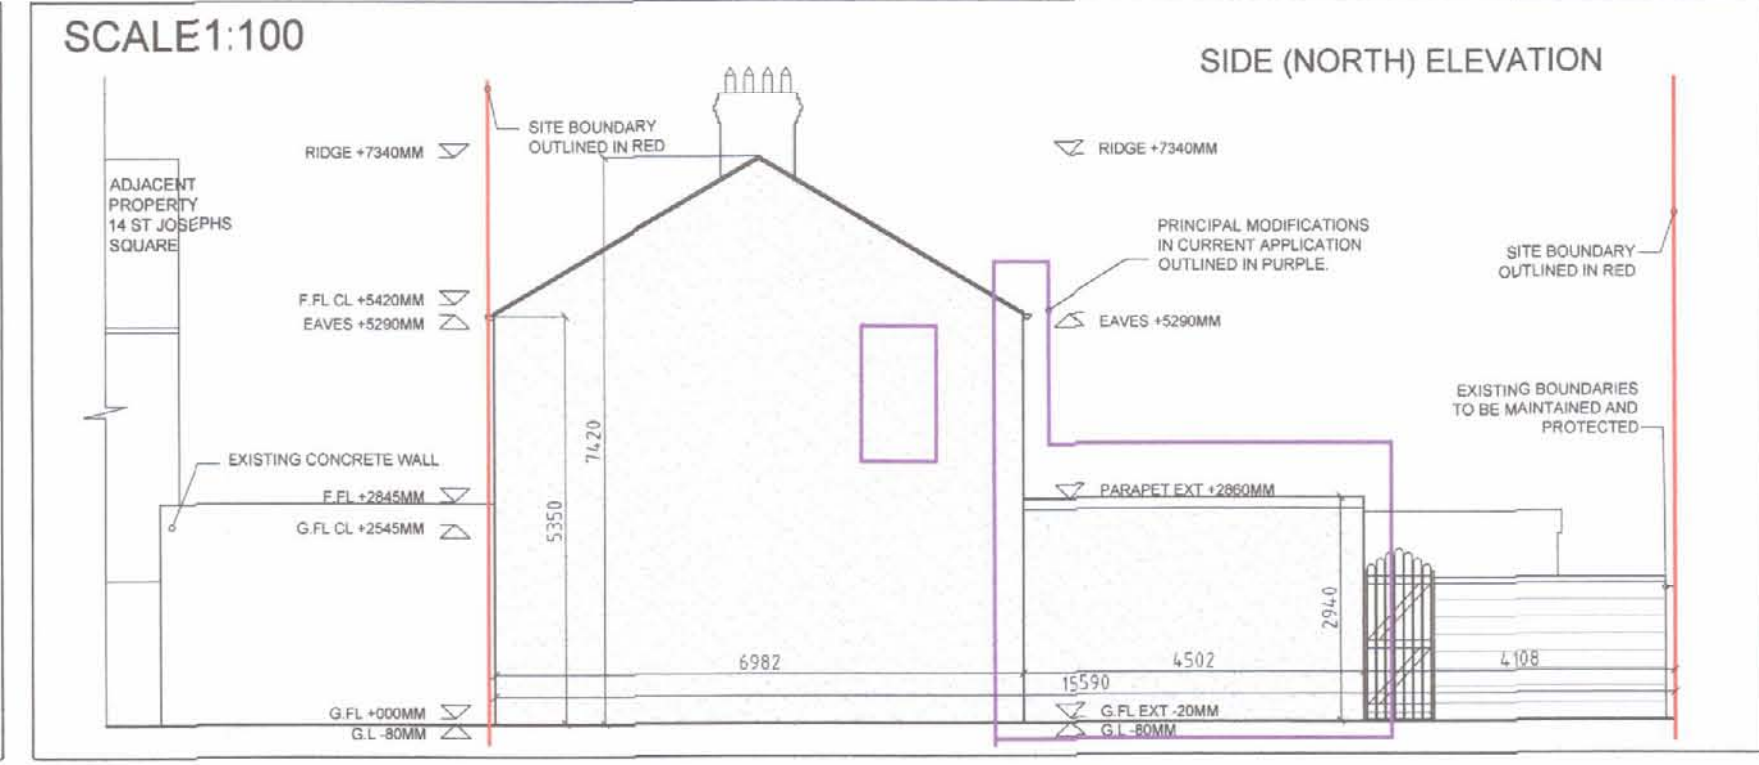 SCALE1:100
SIDE (NORTH) ELEVATION
SITE BOUNDARY
OUTLINED IN RED
RIDGE +7340MM
RIDGE +7340MM
ADJACENT
PROPERTY
14 ST JOSEPHS
SQUARE
PRINCIPAL MODIFICATIONS
IN CURRENT APPLICATION
OUTLINED IN PURPLE.
SITE BOUNDARY
OUTLINED IN RED
F.FL CL +5420MM
EAVES +5290MM
EAVES +5290MM
EXISTING BOUNDARIES
TO BE MAINTAINED AND
PROTECTED
7420
EXISTING CONCRETE WALL
F.FL +2845MM
PARAPET EXT +2860MM
G.FL CL +2545MM
5350
2940
6982
4502
4108
15590
G.FL +000MM
G.FL EXT -20MM
G.L -80MM
G.L -80MM